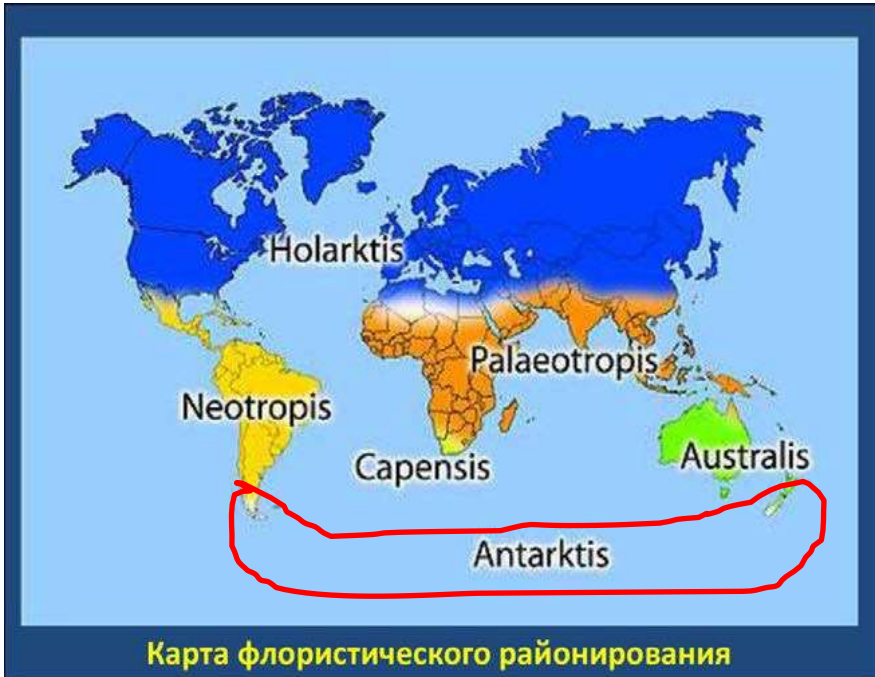 Holarktis
Palaeotropis
Neotropis
Capensis
Australis
Antarktis
Карта флористического районирования